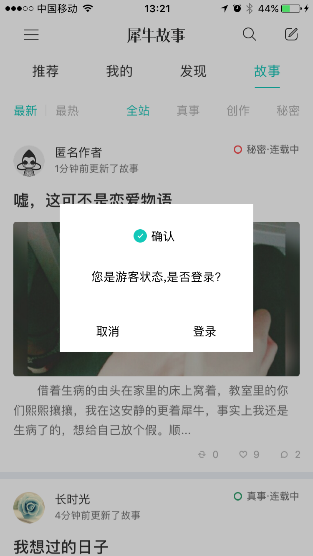 中国移动 13:21 44%
犀牛故事
推荐 我的 发现 故事
最新 最热 全站 真事 创作 秘密
匿名作者 秘密·连载中
1分钟前更新了故事
嘘，这可不是恋爱物语
确认
您是游客状态,是否登录?
取消 登录
借着生病的由头在家里的床上窝着，教室里的你
们熙熙攘攘，我在这安静的更着犀牛，事实上我还是
生病了的，想给自己放个假。顺...
0 9 2
长时光 真事·连载中
4分钟前更新了故事
我想过的日子